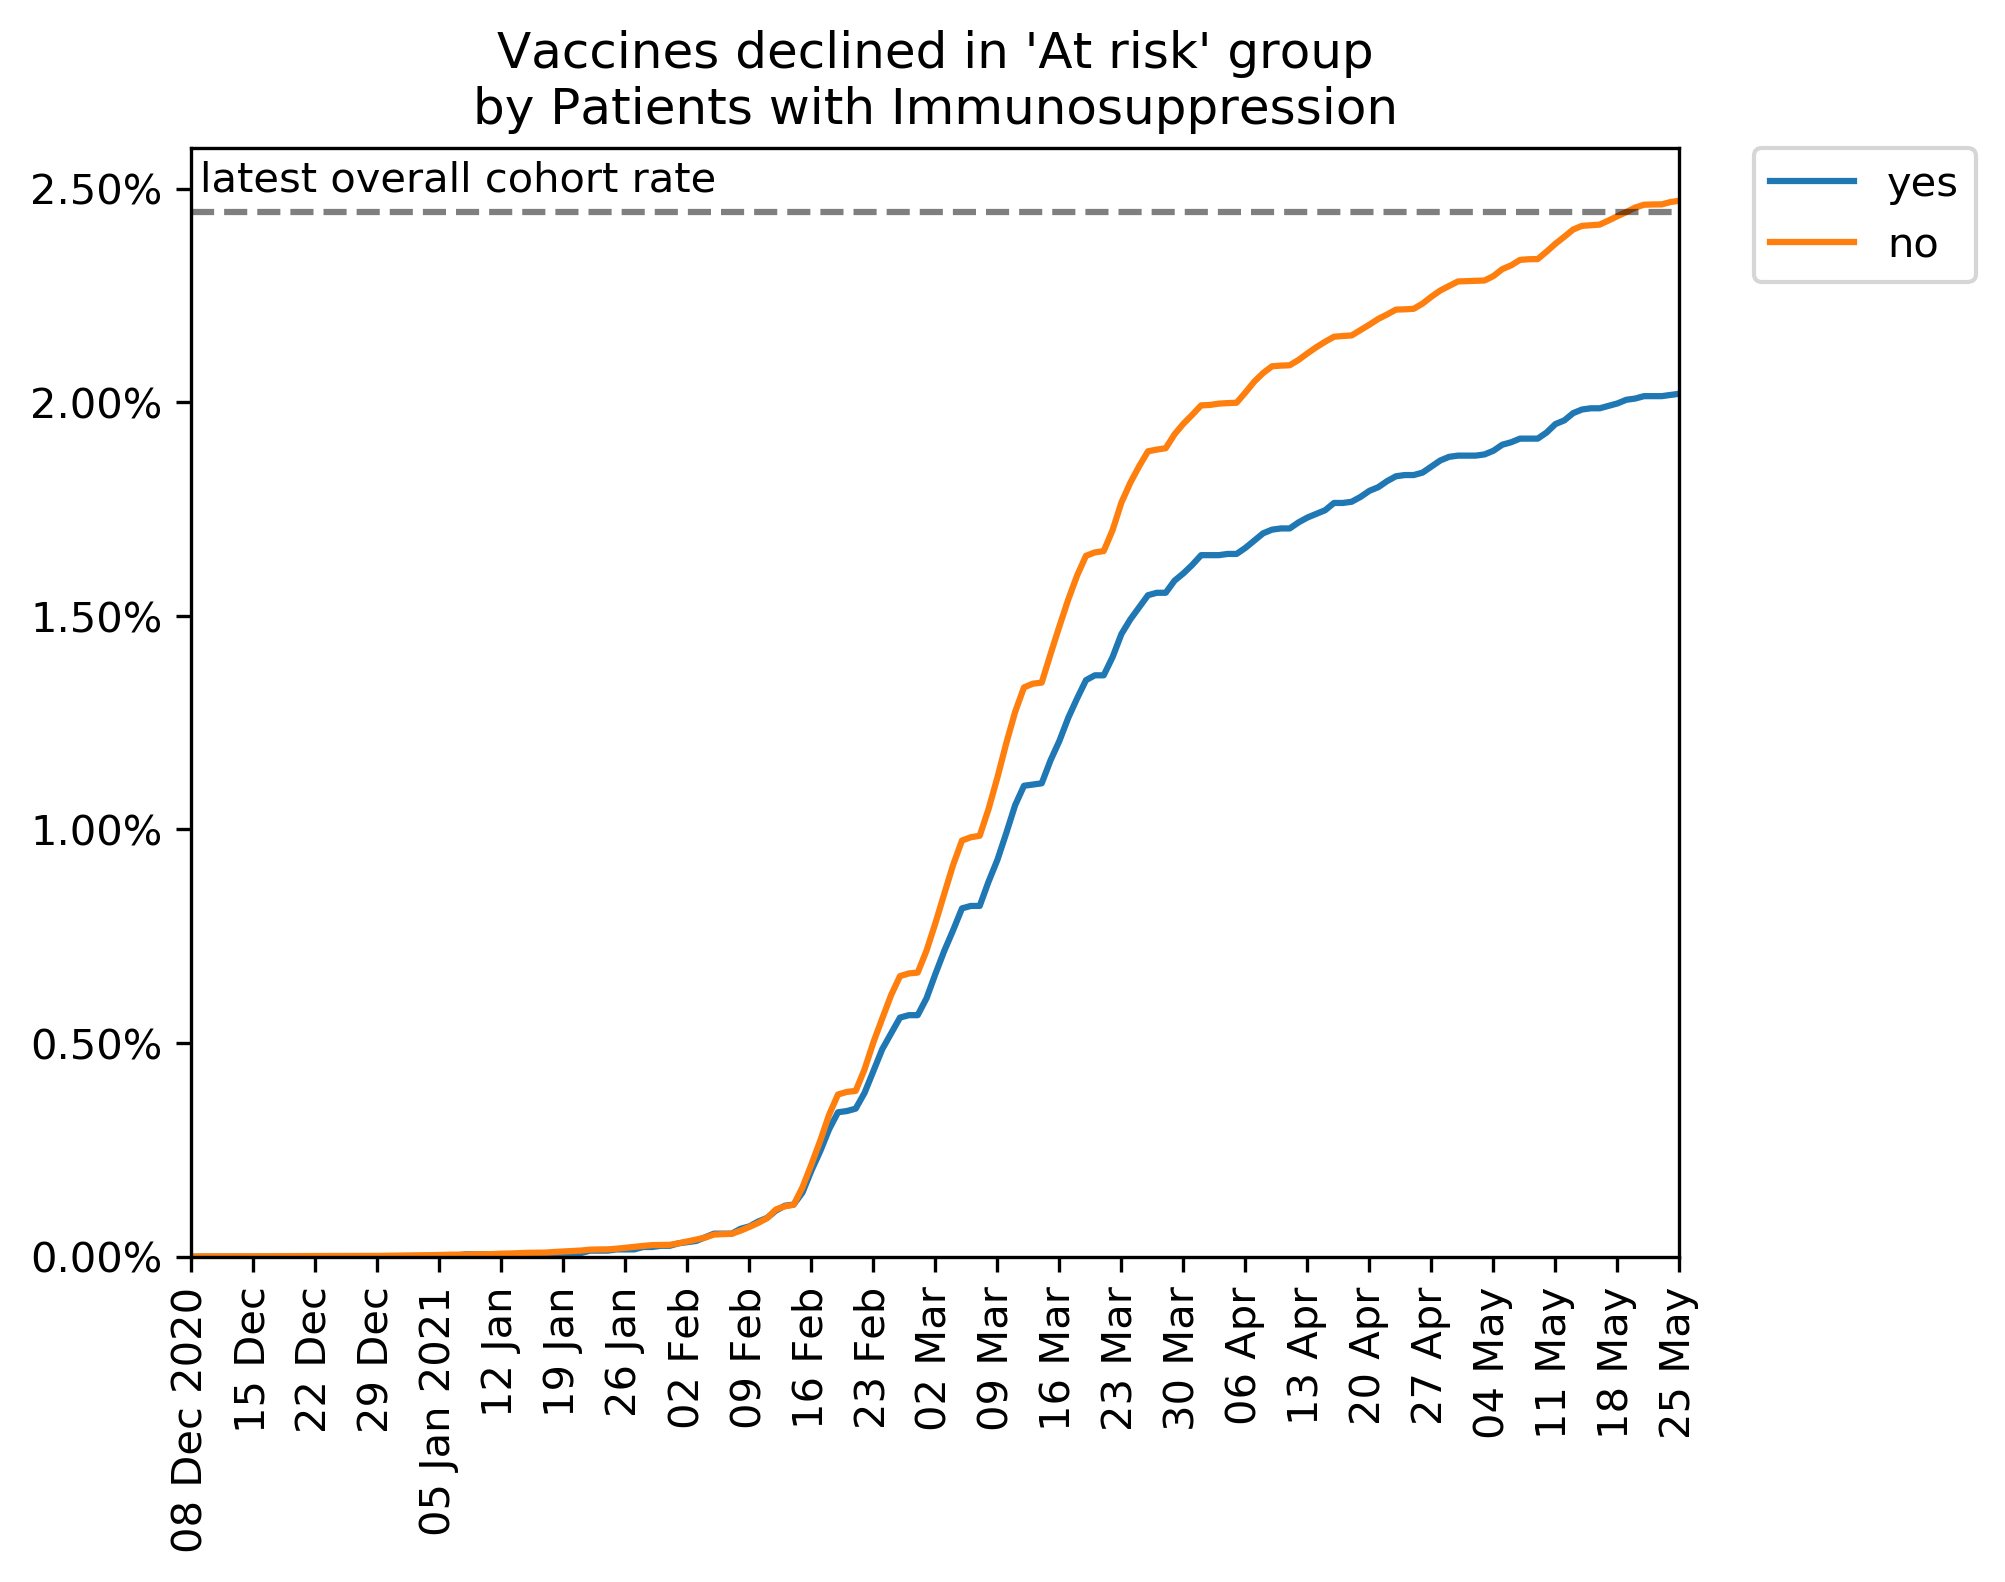 Vaccines declined in 'At risk' group
by Patients with Immunosuppression
latest overall cohort rate
yes
no
2.50%
2.00%
1.50%
1.00%
0.50%
0.00%
08 Dec 2020
15 Dec
22 Dec
29 Dec
05 Jan 2021
12 Jan
19 Jan
26 Jan
02 Feb
09 Feb
16 Feb
23 Feb
02 Mar
09 Mar
16 Mar
23 Mar
30 Mar
06 Apr
13 Apr
20 Apr
27 Apr
04 May
11 May
18 May
25 May